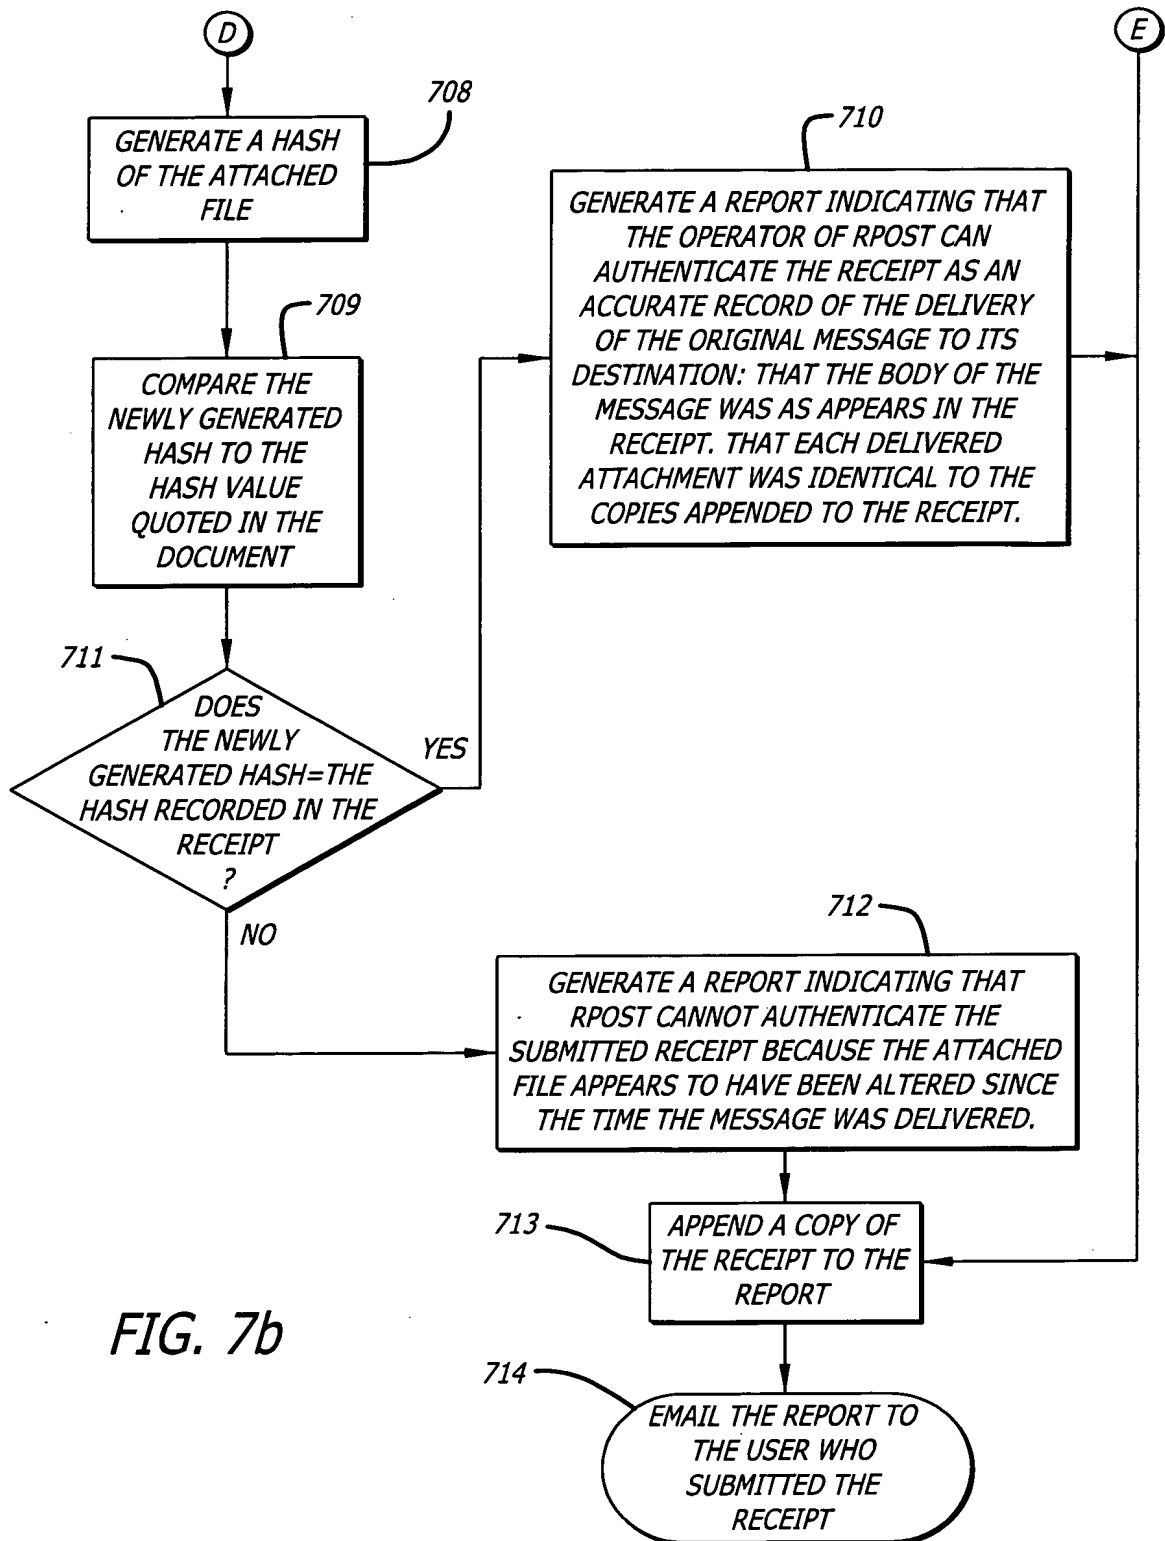 D
E
708
GENERATE A HASH
OF THE ATTACHED
FILE
710
GENERATE A REPORT INDICATING THAT
THE OPERATOR OF RPOST CAN
AUTHENTICATE THE RECEIPT AS AN
ACCURATE RECORD OF THE DELIVERY
OF THE ORIGINAL MESSAGE TO ITS
DESTINATION: THAT THE BODY OF THE
MESSAGE WAS AS APPEARS IN THE
RECEIPT. THAT EACH DELIVERED
ATTACHMENT WAS IDENTICAL TO THE
COPIES APPENDED TO THE RECEIPT.
709
COMPARE THE
NEWLY GENERATED
HASH TO THE
HASH VALUE
QUOTED IN THE
DOCUMENT
711
DOES
THE NEWLY
GENERATED HASH=THE
HASH RECORDED IN THE
RECEIPT
?
YES
NO
712
GENERATE A REPORT INDICATING THAT
RPOST CANNOT AUTHENTICATE THE
SUBMITTED RECEIPT BECAUSE THE ATTACHED
FILE APPEARS TO HAVE BEEN ALTERED SINCE
THE TIME THE MESSAGE WAS DELIVERED.
713
APPEND A COPY OF
THE RECEIPT TO THE
REPORT
714
EMAIL THE REPORT TO
THE USER WHO
SUBMITTED THE
RECEIPT
FIG. 7b